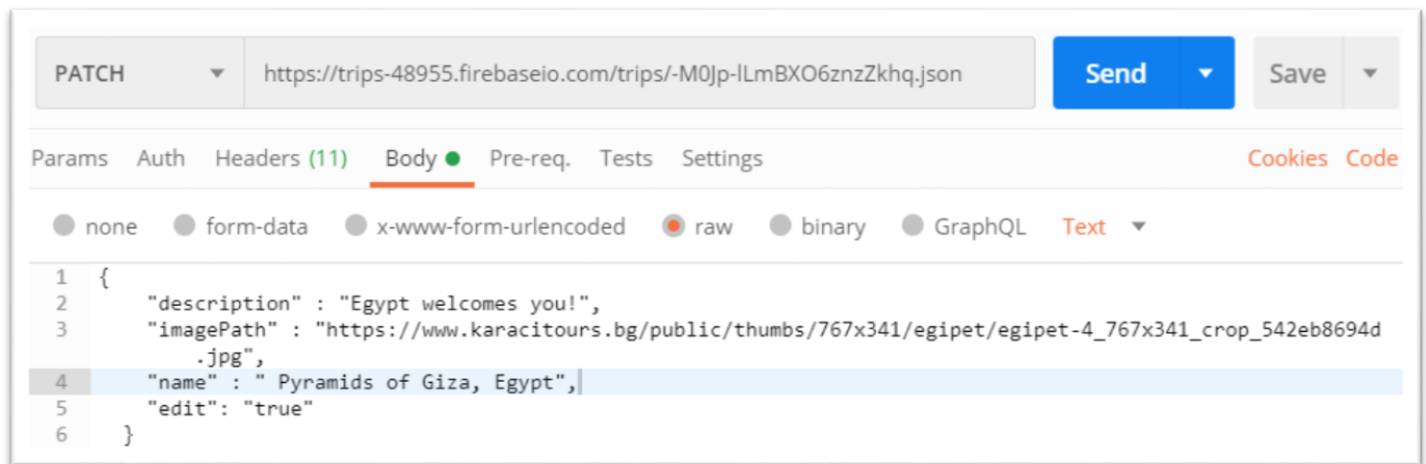 PATCH https://trips-48955.firebaseio.com/trips/-M0Jp-lLmBXO6znzZkhq.json Send Save
Params Auth Headers (11) Body Pre-req. Tests Settings Cookies Code
none form-data x-www-form-urlencoded raw binary GraphQL Text
1 {
2 "description" : "Egypt welcomes you!",
3 "imagePath" : "https://www.karacitours.bg/public/thumbs/767x341/egipet/egipet-4_767x341_crop_542eb8694d
.jpg",
4 "name" : " Pyramids of Giza, Egypt",
5 "edit": "true"
6 }